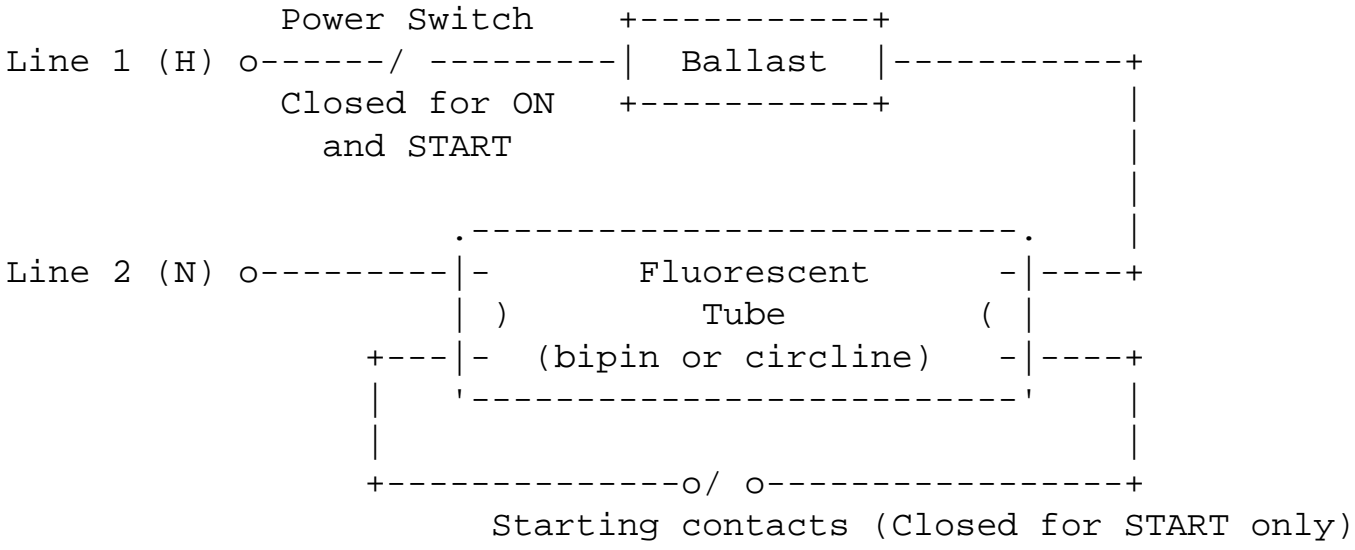 Power Switch +-----------+
Line 1 (H) o------/ ---------| Ballast |-----------+
Closed for ON +-----------+ |
and START |
|
.--------------------------. |
Line 2 (N) o---------|- Fluorescent -|----+
| ) Tube ( |
+---|- (bipin or circline) -|----+
| '--------------------------' |
| |
+--------------o/ o-----------------+
Starting contacts (Closed for START only)